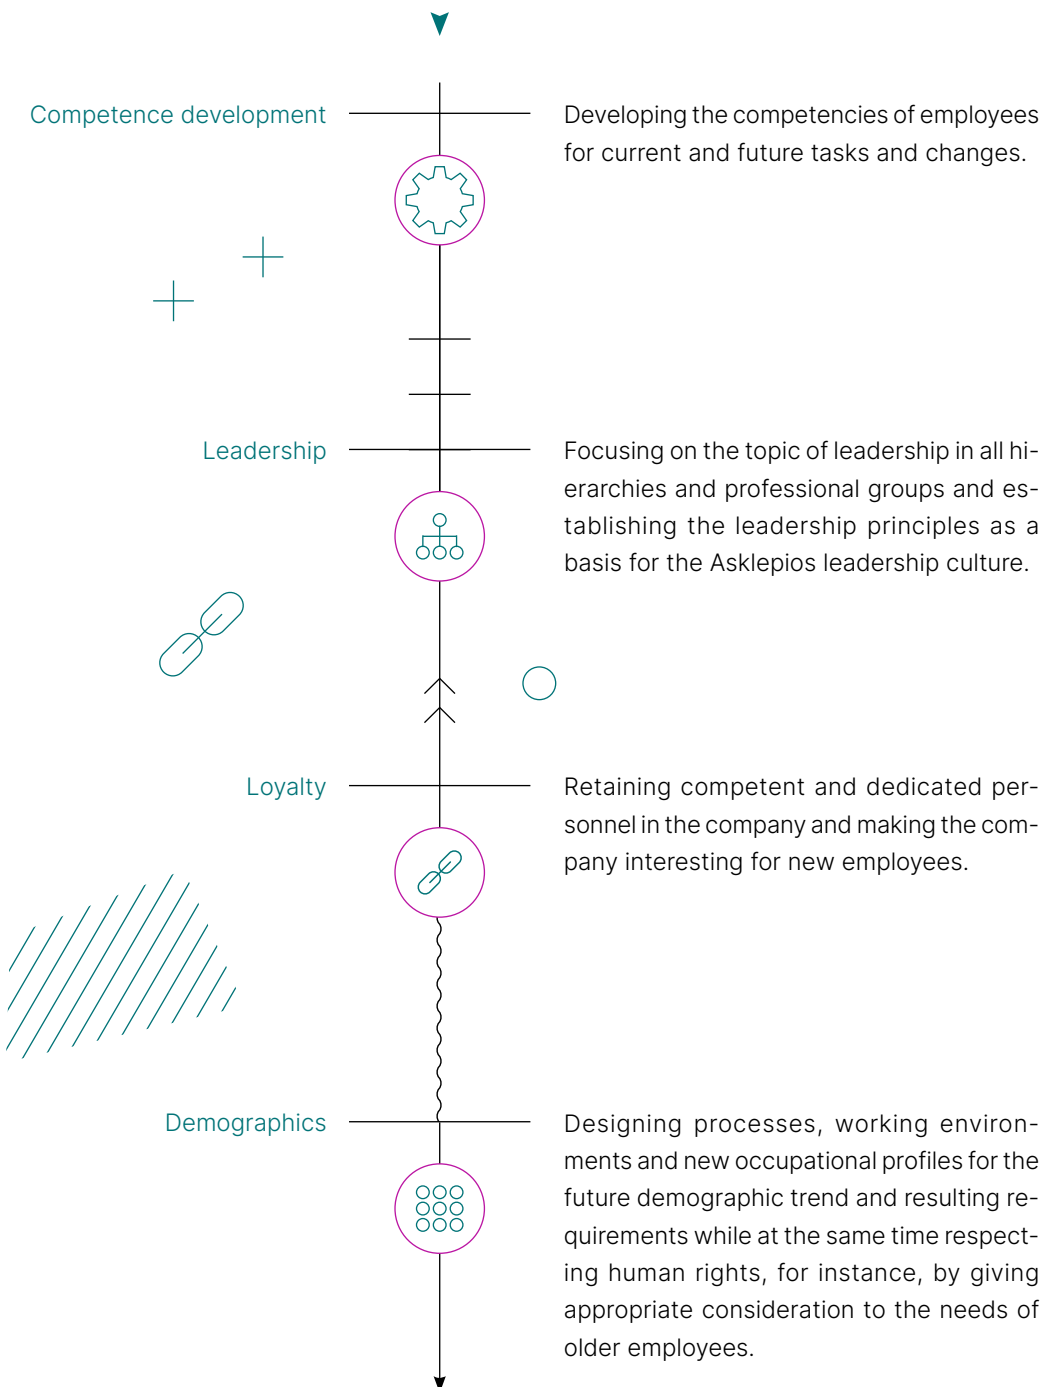 Competence development
Developing the competencies of employees
for current and future tasks and changes.
Leadership
Focusing on the topic of leadership in all hi-
erarchies and professional groups and es-
tablishing the leadership principles as a
basis for the Asklepios leadership culture.
Loyalty
Retaining competent and dedicated per-
sonnel in the company and making the com-
pany interesting for new employees.
Demographics
Designing processes, working environ-
ments and new occupational profiles for the
future demographic trend and resulting re-
quirements while at the same time respect-
ing human rights, for instance, by giving
appropriate consideration to the needs of
older employees.